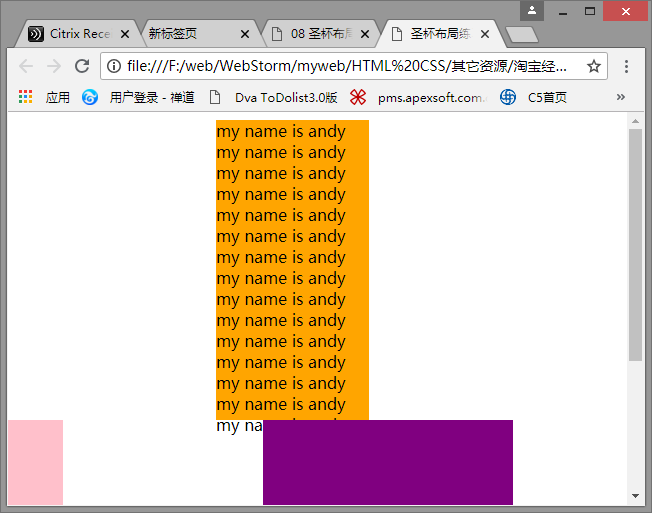 Citrix Rece
新标签页
08 圣杯布局
圣杯布局练
file:///F:/web/WebStorm/myweb/HTML%20CSS/其它资源/淘宝经...
应用
用户登录 - 禅道
Dva ToDolist3.0版
pms.apexsoft.com.
C5首页
»
my name is andy
my name is andy
my name is andy
my name is andy
my name is andy
my name is andy
my name is andy
my name is andy
my name is andy
my name is andy
my name is andy
my name is andy
my name is andy
my name is andy
my na